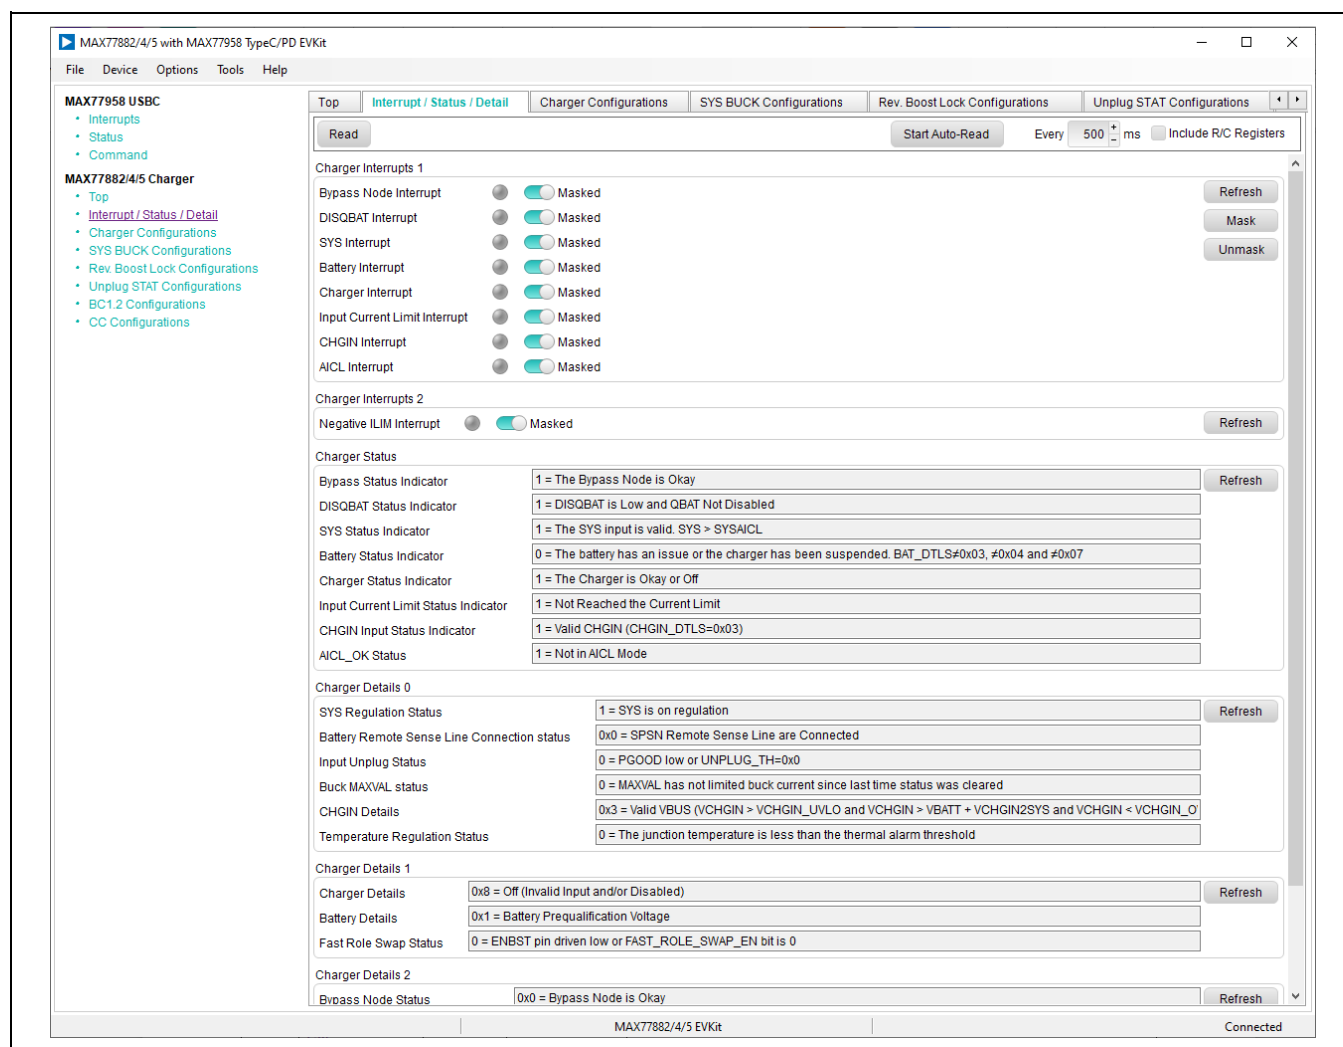 MAX77882/4/5 with MAX77958 TypeC/PD EVKit
File Device Options Tools Help
MAX77958 USBC
• Interrupts
• Status
• Command
MAX77882/4/5 Charger
• Top
• Interrupt / Status / Detail
• Charger Configurations
• SYS BUCK Configurations
• Rev. Boost Lock Configurations
• Unplug STAT Configurations
• BC1.2 Configurations
• CC Configurations
Top Interrupt / Status / Detail Charger Configurations SYS BUCK Configurations Rev. Boost Lock Configurations Unplug STAT Configurations
Read Start Auto-Read Every 500 ms Include R/C Registers
Charger Interrupts 1
Bypass Node Interrupt Masked Refresh
DISQBAT Interrupt Masked Mask
SYS Interrupt Masked Unmask
Battery Interrupt Masked
Charger Interrupt Masked
Input Current Limit Interrupt Masked
CHGIN Interrupt Masked
AICL Interrupt Masked
Charger Interrupts 2
Negative ILIM Interrupt Masked Refresh
Charger Status
Bypass Status Indicator 1 = The Bypass Node is Okay Refresh
DISQBAT Status Indicator 1 = DISQBAT is Low and QBAT Not Disabled
SYS Status Indicator 1 = The SYS input is valid. SYS > SYSAICL
Battery Status Indicator 0 = The battery has an issue or the charger has been suspended. BAT_DTLS≠0x03, ≠0x04 and ≠0x07
Charger Status Indicator 1 = The Charger is Okay or Off
Input Current Limit Status Indicator 1 = Not Reached the Current Limit
CHGIN Input Status Indicator 1 = Valid CHGIN (CHGIN_DTLS=0x03)
AICL_OK Status 1 = Not in AICL Mode
Charger Details 0
SYS Regulation Status 1 = SYS is on regulation Refresh
Battery Remote Sense Line Connection status 0x0 = SPSN Remote Sense Line are Connected
Input Unplug Status 0 = PGOOD low or UNPLUG_TH=0x0
Buck MAXVAL status 0 = MAXVAL has not limited buck current since last time status was cleared
CHGIN Details 0x3 = Valid VBUS (VCHGIN > VCHGIN_UVLO and VCHGIN > VBATT + VCHGIN2SYS and VCHGIN < VCHGIN_O
Temperature Regulation Status 0 = The junction temperature is less than the thermal alarm threshold
Charger Details 1
Charger Details 0x8 = Off (Invalid Input and/or Disabled) Refresh
Battery Details 0x1 = Battery Prequalification Voltage
Fast Role Swap Status 0 = ENBST pin driven low or FAST_ROLE_SWAP_EN bit is 0
Charger Details 2
Bypass Node Status 0x0 = Bypass Node is Okay Refresh
MAX77882/4/5 EVKit Connected